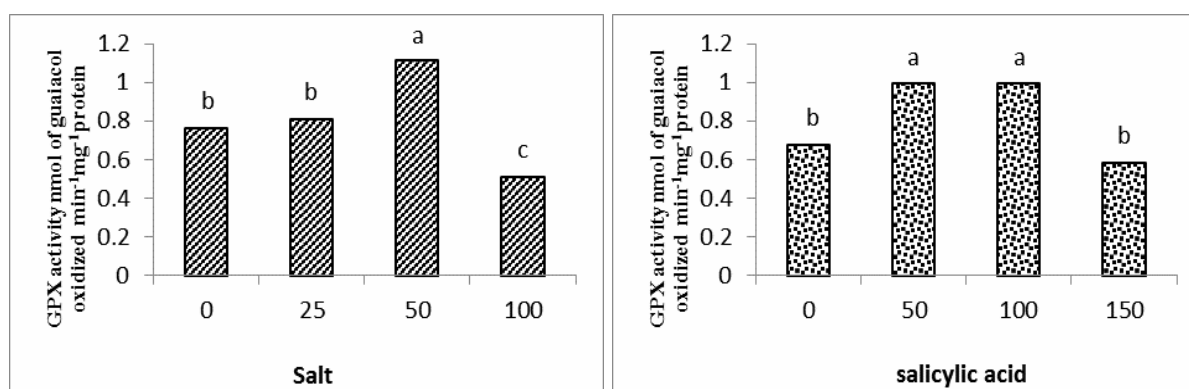 GPX activity nmol of guaiacol
oxidized min-1mg-1protein
1.2
1
0.8
0.6
0.4
0.2
0
b
b
a
c
0
25
50
100
Salt
GPX activity nmol of guaiacol
oxidized min-1mg-1protein
1.2
1
0.8
0.6
0.4
0.2
0
b
a
a
b
0
50
100
150
salicylic acid